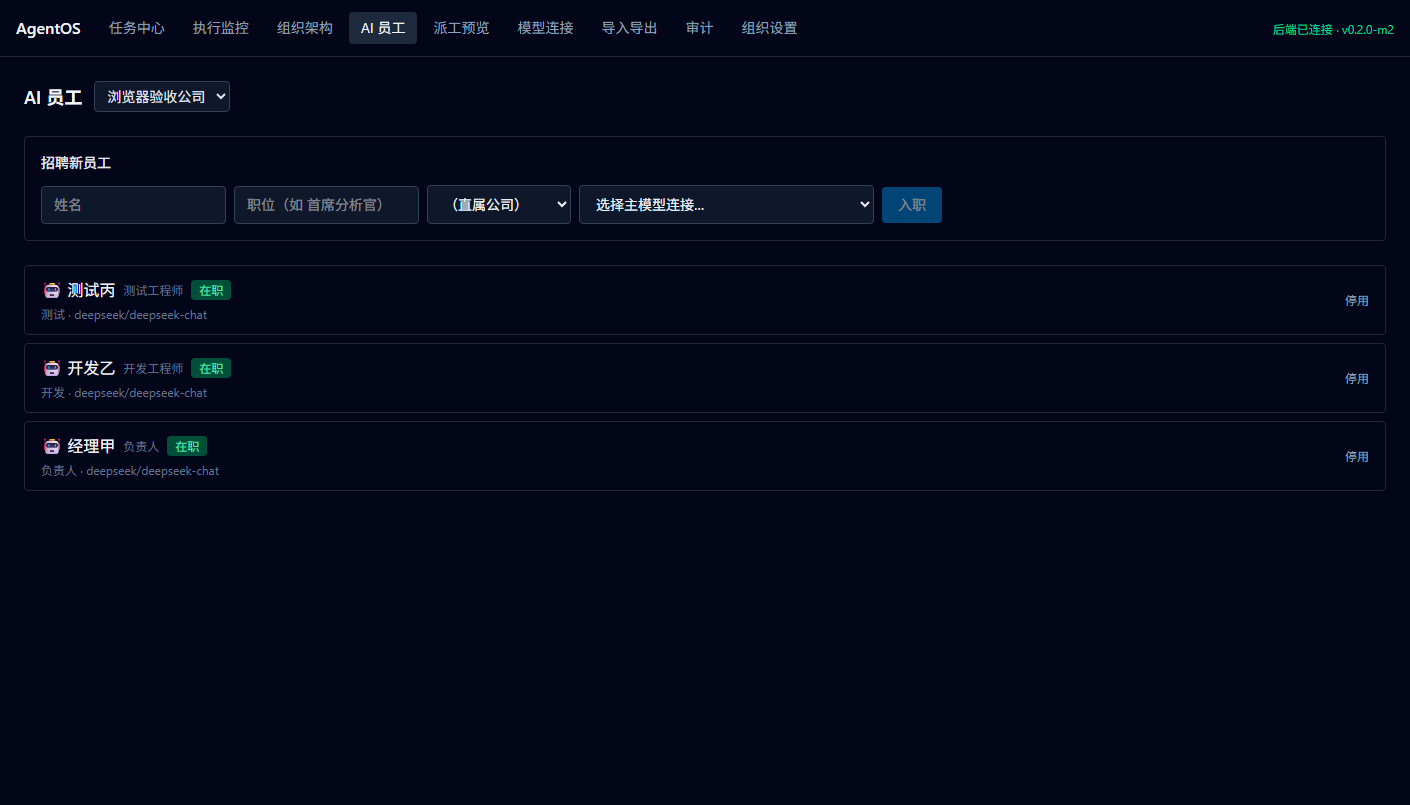 AgentOS 任务中心 执行监控 组织架构 AI 员工 派工预览 模型连接 导入导出 审计 组织设置 后端已连接 · v0.2.0-m2
AI 员工 浏览器验收公司
招聘新员工
姓名 职位（如 首席分析官） （直属公司） 选择主模型连接... 入职
测试丙 测试工程师 在职
测试 · deepseek/deepseek-chat 停用
开发乙 开发工程师 在职
开发 · deepseek/deepseek-chat 停用
经理甲 负责人 在职
负责人 · deepseek/deepseek-chat 停用